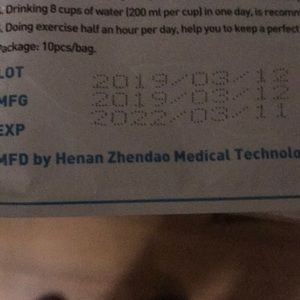 . Drinking 8 cups of water (200 ml per cup) in one day, is recomm
. Doing exercise half an hour per day, help you to keep a perfect
Package: 10pcs/bag.
LOT 2019/03/12
MFG 2019/03/12
EXP 2022/03/11
MFD by Henan Zhendao Medical Technolo